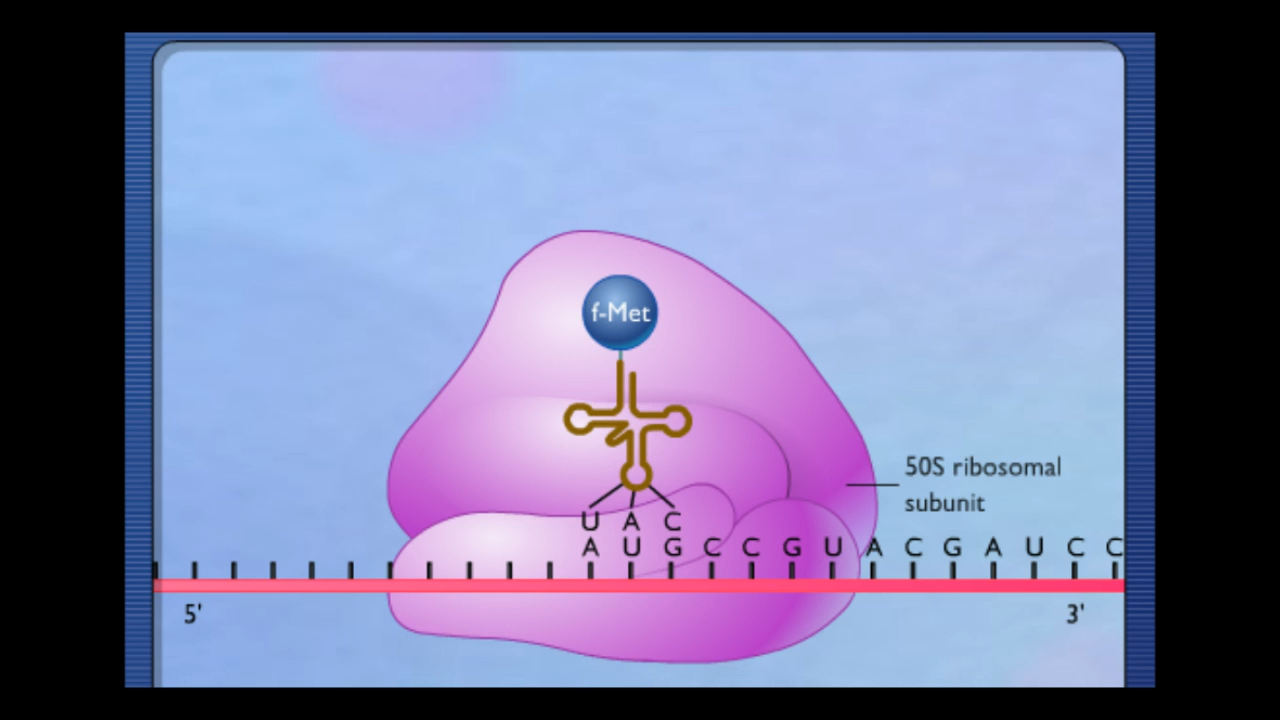 f-Met
50S ribosomal
subunit
U A C
A U G C C G U A C G A U C C
5' 3'